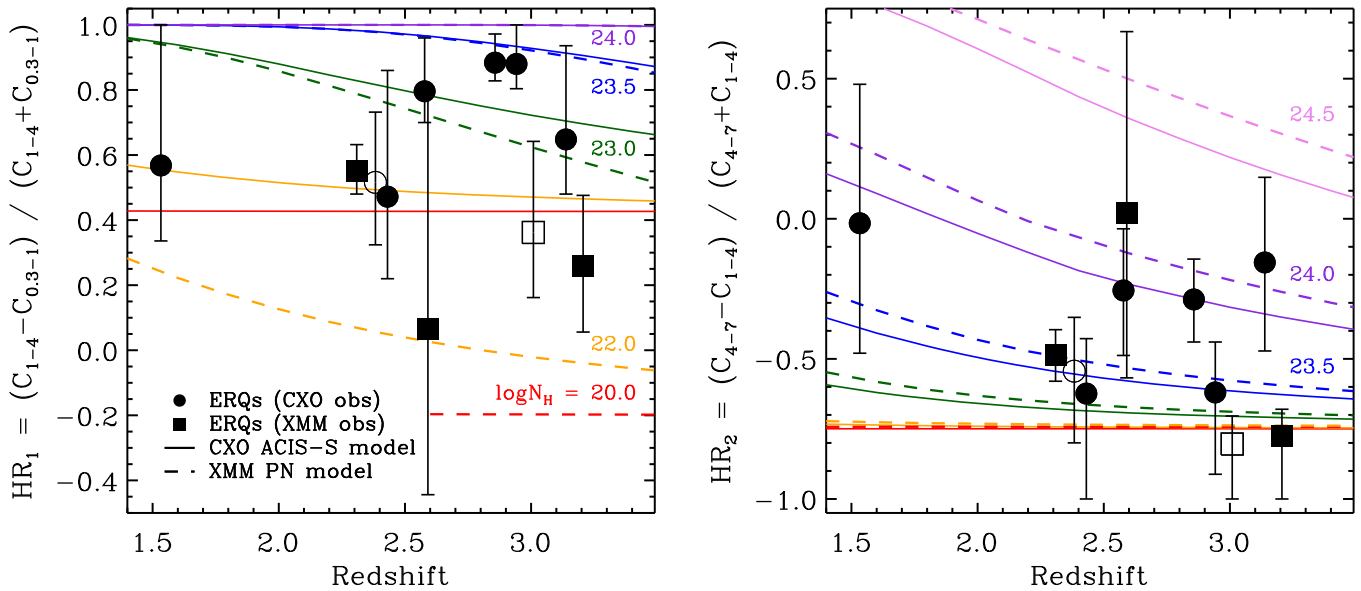 HR₁ = (C₁₋₄−C₀.₃₋₁) / (C₁₋₄+C₀.₃₋₁)
1.0
0.8
0.6
0.4
0.2
0.0
−0.2
−0.4
24.0
23.5
23.0
22.0
logN_H = 20.0
ERQs (CXO obs)
ERQs (XMM obs)
CXO ACIS−S model
XMM PN model
1.5 2.0 2.5 3.0
Redshift
HR₂ = (C₄₋₇−C₁₋₄) / (C₄₋₇+C₁₋₄)
0.5
0.0
−0.5
−1.0
24.5
24.0
23.5
1.5 2.0 2.5 3.0
Redshift